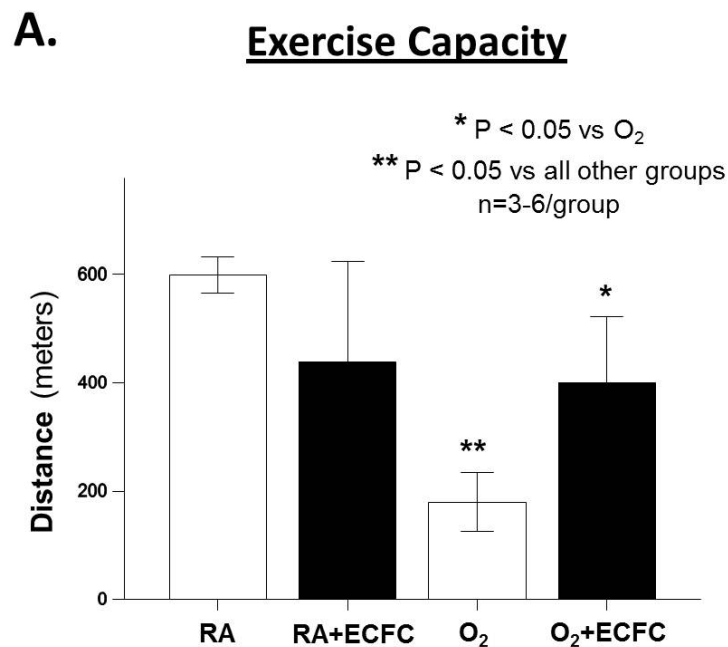 A.
Exercise Capacity
* P < 0.05 vs O₂
** P < 0.05 vs all other groups
n=3-6/group
Distance (meters)
600
400
200
0
*
**
RA
RA+ECFC
O₂
O₂+ECFC